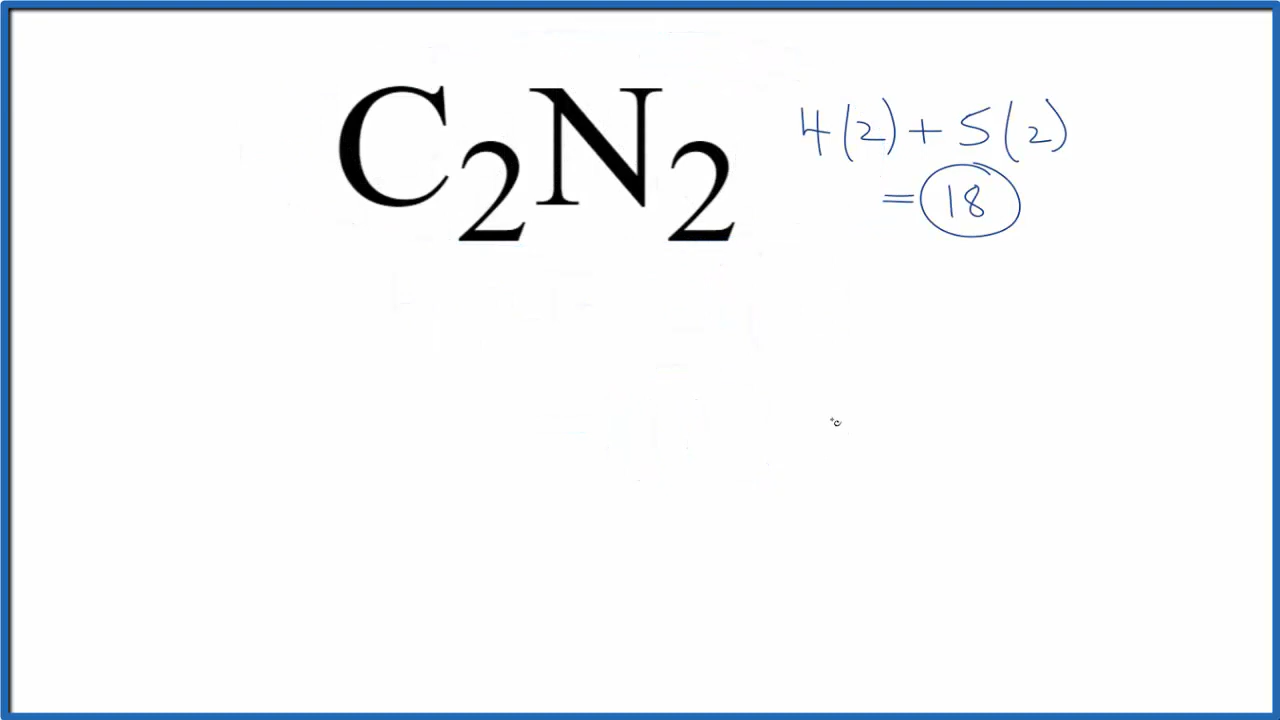 C₂N₂
4(2) + 5(2)
= 18